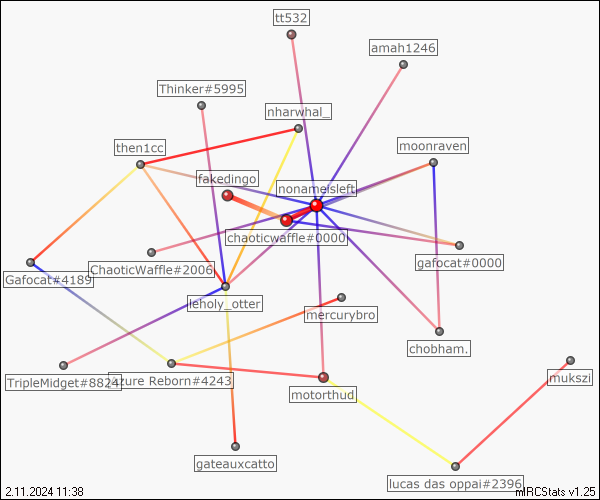 tt532
amah1246
Thinker#5995
nharwhal_
then1cc
moonraven
fakedingo
nonameisleft
chaoticwaffle#0000
ChaoticWaffle#2006
gafocat#0000
Gafocat#4189
leholy_otter
mercurybro
chobham.
TripleMidget#8824
Azure Reborn#4243
mukszi
motorthud
gateauxcatto
lucas das oppai#2396
2.11.2024 11:38
mIRCStats v1.25